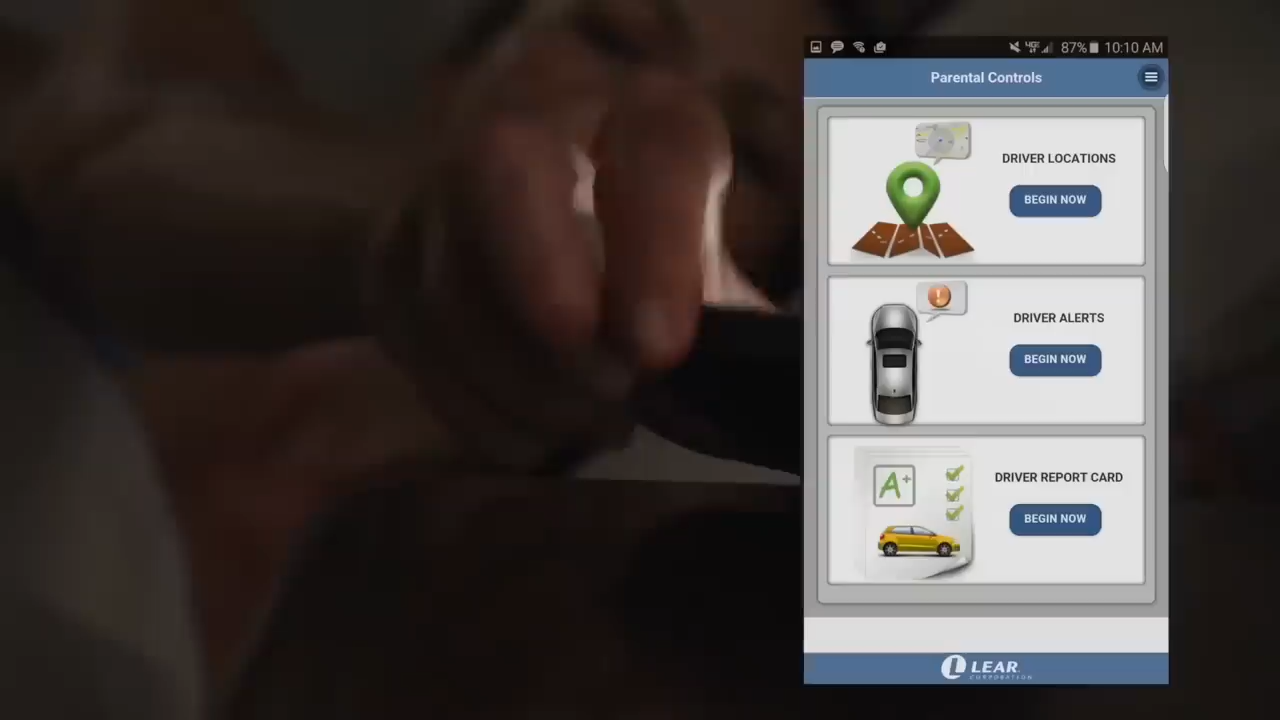 87% 10:10 AM
Parental Controls
DRIVER LOCATIONS
BEGIN NOW
!
DRIVER ALERTS
BEGIN NOW
A+
DRIVER REPORT CARD
BEGIN NOW
LEAR
CORPORATION